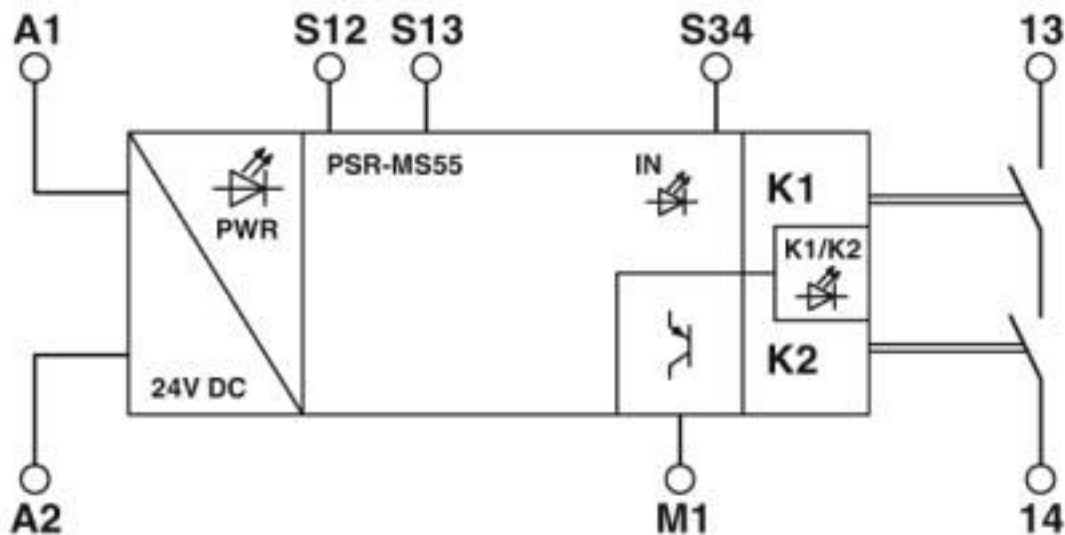 A1 S12 S13 S34 13
PSR-MS55 IN
PWR
K1
K1/K2
K2
24V DC
A2 M1 14